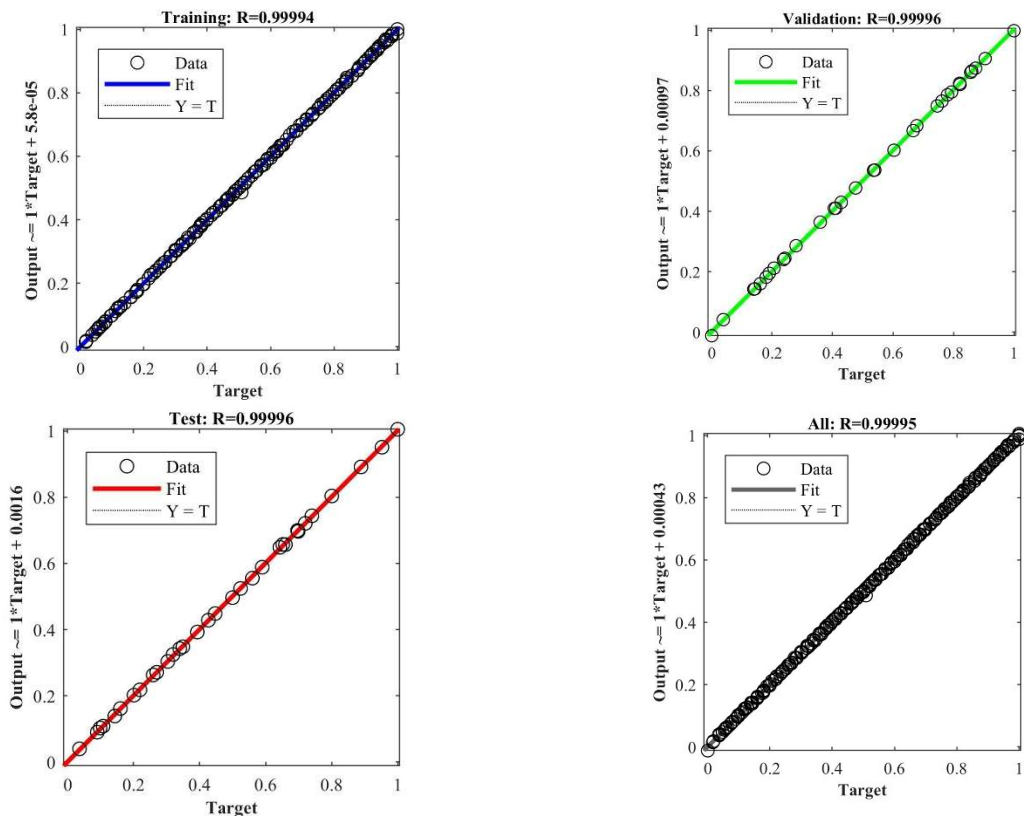 Training: R=0.99994
Data
Fit
Y = T
Output ~= 1*Target + 5.8e-05
1
0.8
0.6
0.4
0.2
0
0 0.2 0.4 0.6 0.8 1
Target
Validation: R=0.99996
Data
Fit
Y = T
Output ~= 1*Target + 0.00097
1
0.8
0.6
0.4
0.2
0
0 0.2 0.4 0.6 0.8 1
Target
Test: R=0.99996
Data
Fit
Y = T
Output ~= 1*Target + 0.0016
1
0.8
0.6
0.4
0.2
0
0 0.2 0.4 0.6 0.8 1
Target
All: R=0.99995
Data
Fit
Y = T
Output ~= 1*Target + 0.00043
1
0.8
0.6
0.4
0.2
0
0 0.2 0.4 0.6 0.8 1
Target